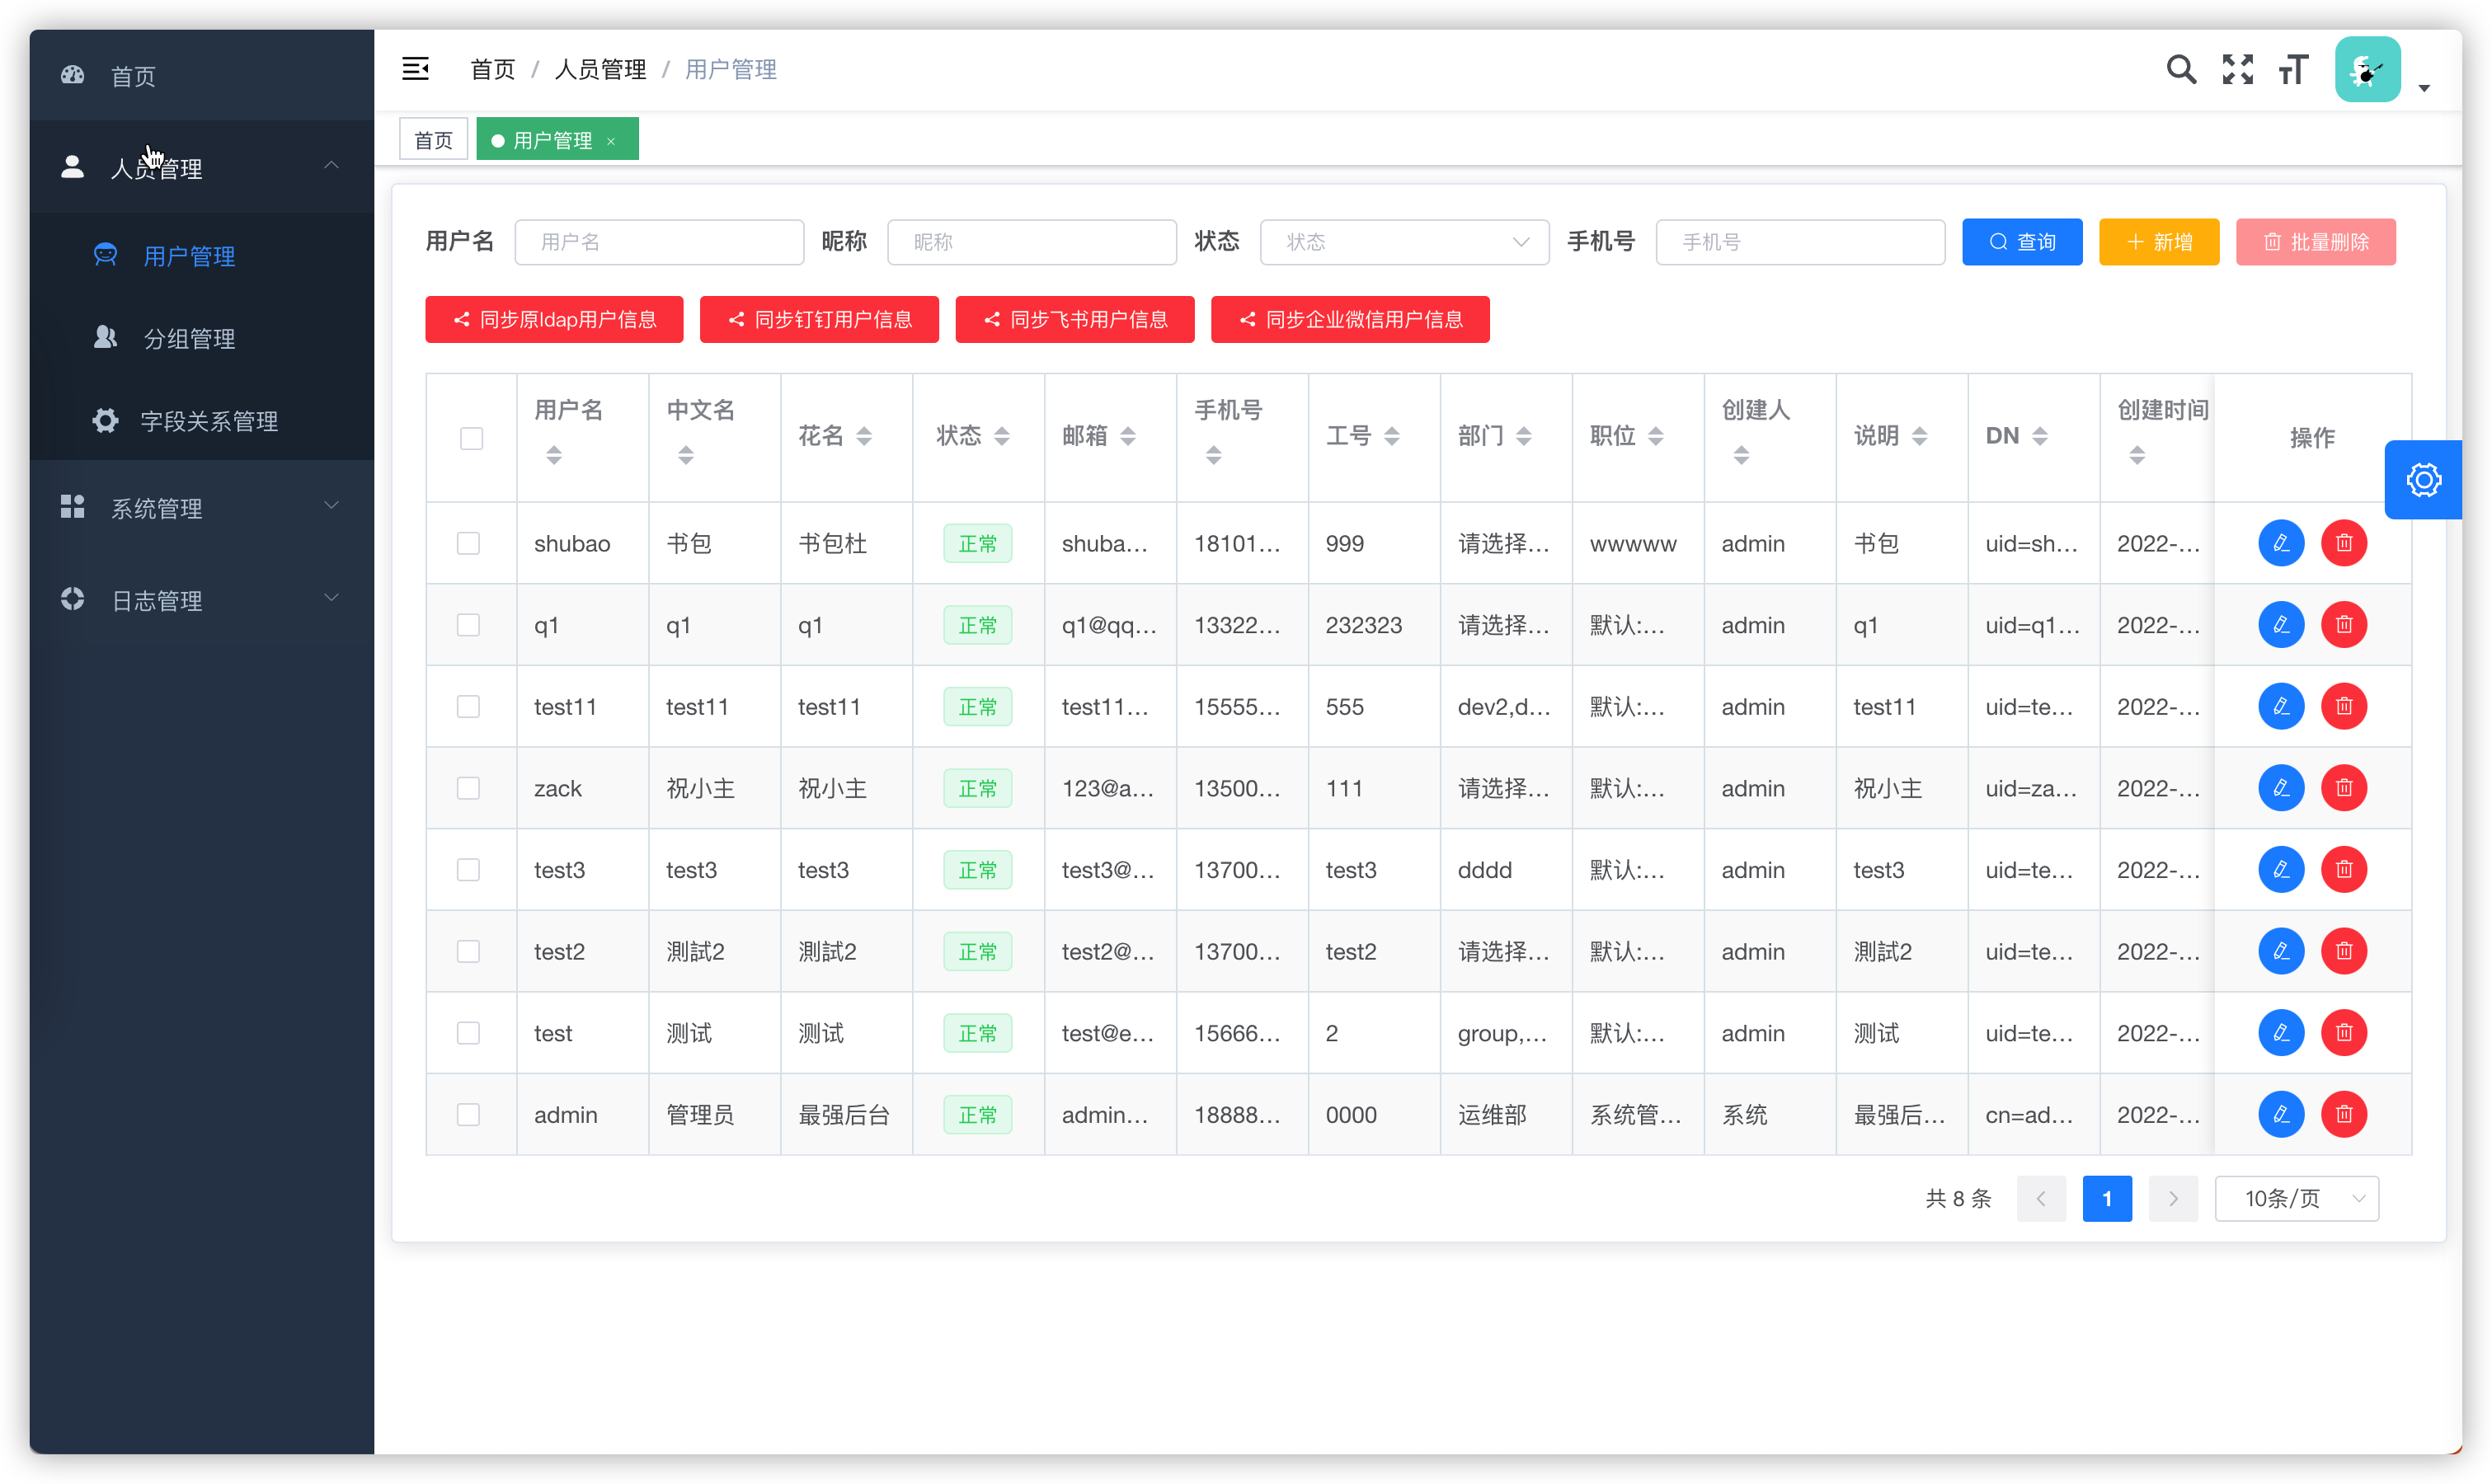 首页
人员管理
用户管理
分组管理
字段关系管理
系统管理
日志管理
首页 / 人员管理 / 用户管理
首页
用户管理 ×
用户名 用户名 昵称 昵称 状态 状态 手机号 手机号 查询 新增 批量删除
同步原ldap用户信息 同步钉钉用户信息 同步飞书用户信息 同步企业微信用户信息
用户名 中文名 花名 状态 邮箱 手机号 工号 部门 职位 创建人 说明 DN 创建时间 操作
shubao 书包 书包杜 正常 shuba... 18101... 999 请选择... wwwww admin 书包 uid=sh... 2022-...
q1 q1 q1 正常 q1@qq... 13322... 232323 请选择... 默认:... admin q1 uid=q1... 2022-...
test11 test11 test11 正常 test11... 15555... 555 dev2,d... 默认:... admin test11 uid=te... 2022-...
zack 祝小主 祝小主 正常 123@a... 13500... 111 请选择... 默认:... admin 祝小主 uid=za... 2022-...
test3 test3 test3 正常 test3@... 13700... test3 dddd 默认:... admin test3 uid=te... 2022-...
test2 測試2 測試2 正常 test2@... 13700... test2 请选择... 默认:... admin 測試2 uid=te... 2022-...
test 测试 测试 正常 test@e... 15666... 2 group,... 默认:... admin 测试 uid=te... 2022-...
admin 管理员 最强后台 正常 admin... 18888... 0000 运维部 系统管... 系统 最强后... cn=ad... 2022-...
共 8 条 1 10条/页